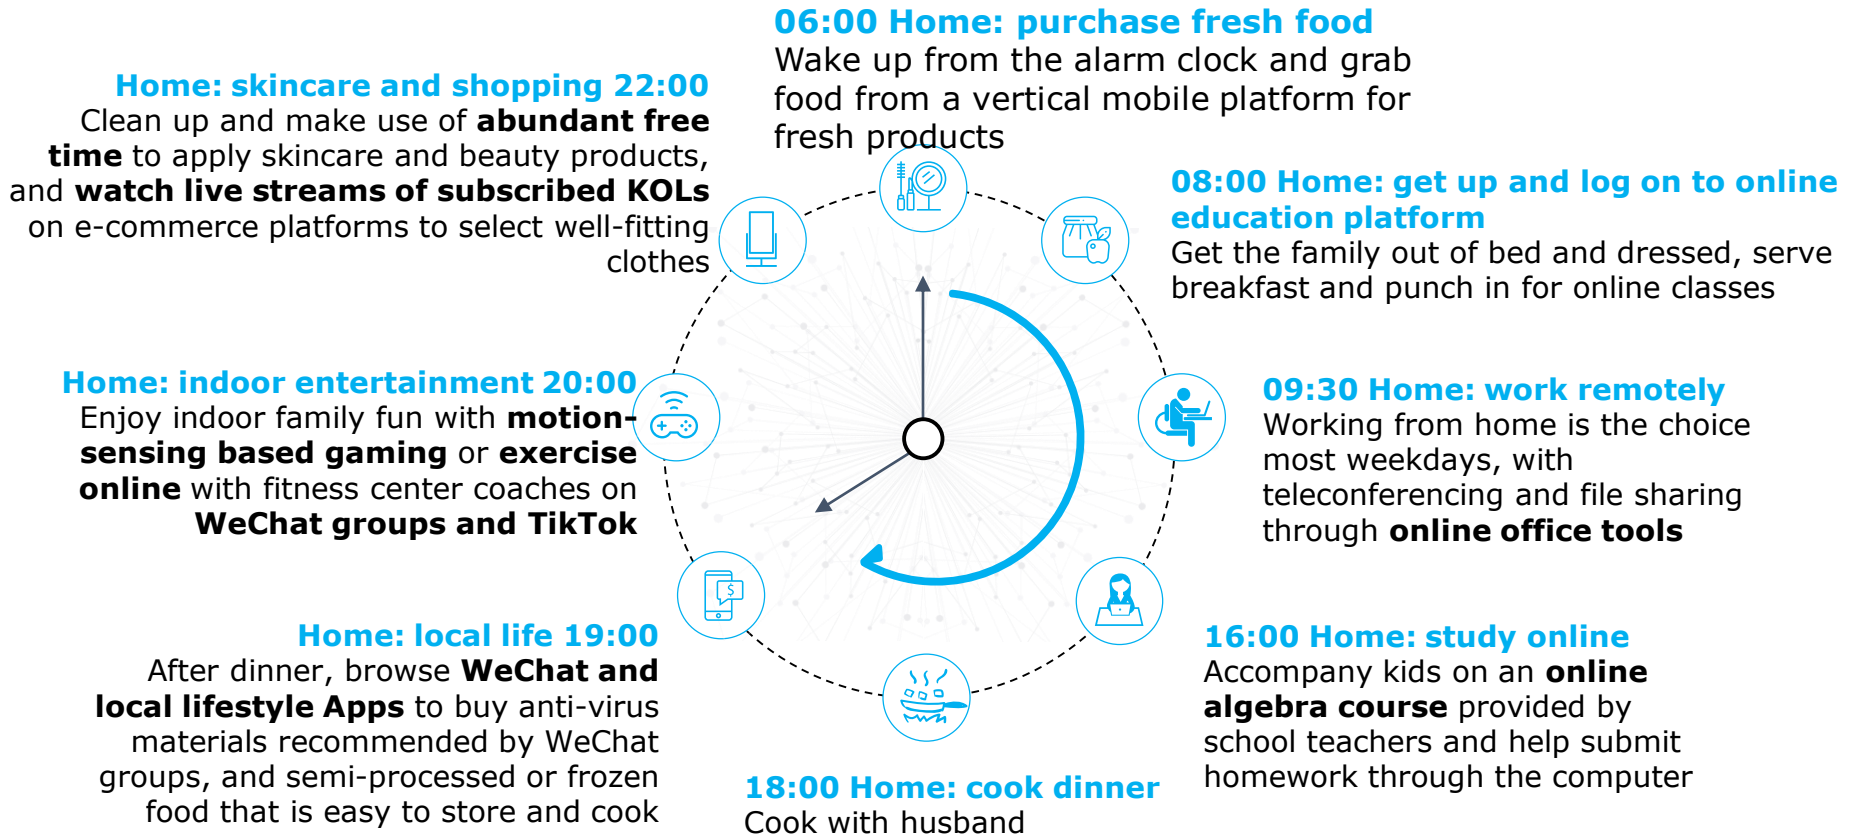 06:00 Home: purchase fresh food
Wake up from the alarm clock and grab
food from a vertical mobile platform for
fresh products
08:00 Home: get up and log on to online
education platform
Get the family out of bed and dressed, serve
breakfast and punch in for online classes
09:30 Home: work remotely
Working from home is the choice
most weekdays, with
teleconferencing and file sharing
through online office tools
16:00 Home: study online
Accompany kids on an online
algebra course provided by
school teachers and help submit
homework through the computer
18:00 Home: cook dinner
Cook with husband
Home: local life 19:00
After dinner, browse WeChat and
local lifestyle Apps to buy anti-virus
materials recommended by WeChat
groups, and semi-processed or frozen
food that is easy to store and cook
Home: indoor entertainment 20:00
Enjoy indoor family fun with motion-
sensing based gaming or exercise
online with fitness center coaches on
WeChat groups and TikTok
Home: skincare and shopping 22:00
Clean up and make use of abundant free
time to apply skincare and beauty products,
and watch live streams of subscribed KOLs
on e-commerce platforms to select well-fitting
clothes
$